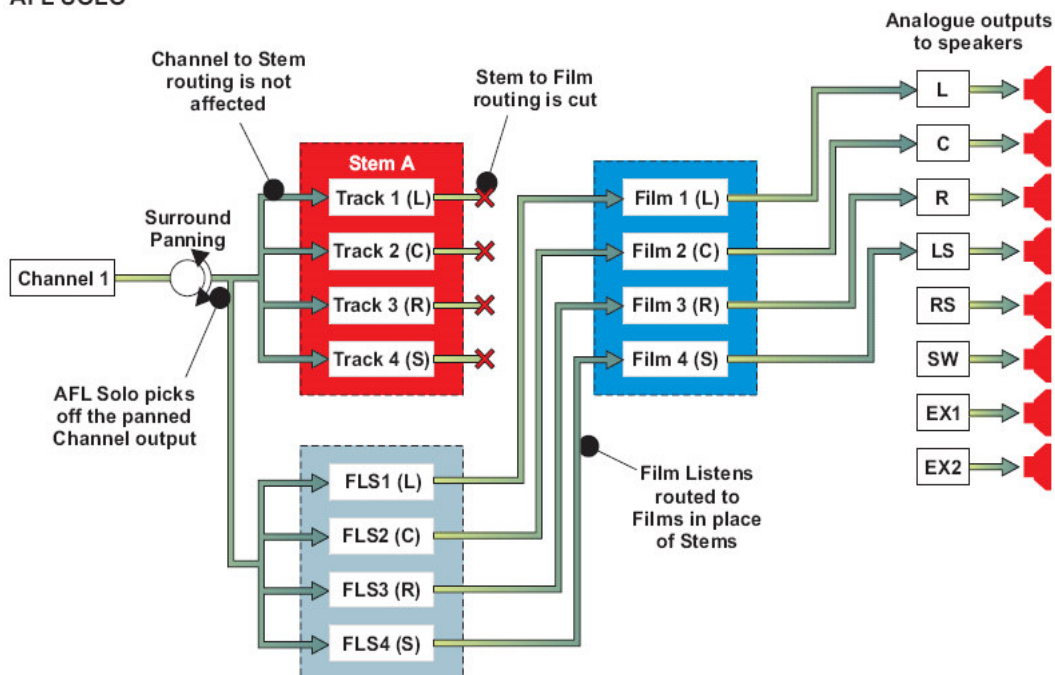 AFL SOLO
Analogue outputs
to speakers
Channel to Stem
routing is not
affected
Stem to Film
routing is cut
L
C
R
LS
RS
SW
EX1
EX2
Stem A
Track 1 (L)
Track 2 (C)
Track 3 (R)
Track 4 (S)
Surround
Panning
Channel 1
Film 1 (L)
Film 2 (C)
Film 3 (R)
Film 4 (S)
AFL Solo picks
off the panned
Channel output
FLS1 (L)
FLS2 (C)
FLS3 (R)
FLS4 (S)
Film Listens
routed to
Films in place
of Stems